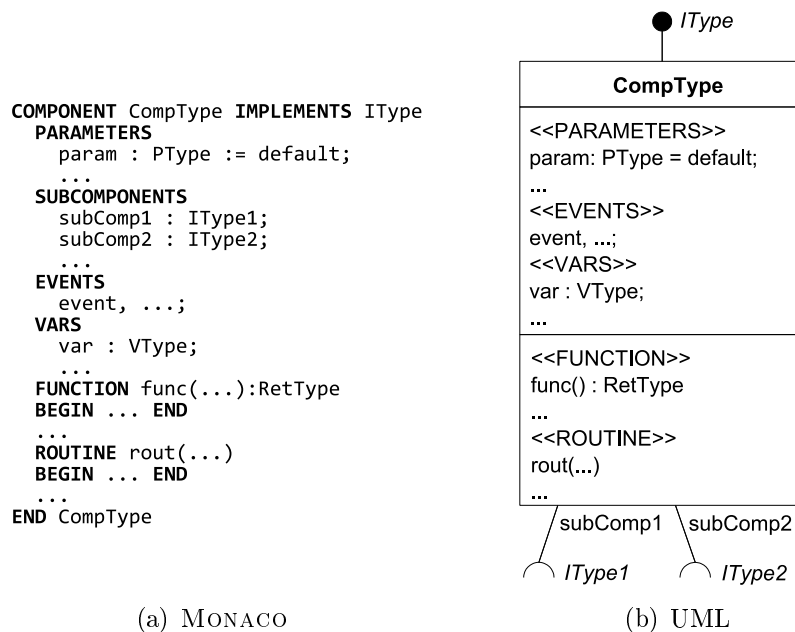 COMPONENT CompType IMPLEMENTS IType
PARAMETERS
param : PType := default;
...
SUBCOMPONENTS
subComp1 : IType1;
subComp2 : IType2;
...
EVENTS
event, ...;
VARS
var : VType;
...
FUNCTION func(...):RetType
BEGIN ... END
...
ROUTINE rout(...)
BEGIN ... END
...
END CompType
(a) MONACO
IType
CompType
<<PARAMETERS>>
param: PType = default;
...
<<EVENTS>>
event, ...;
<<VARS>>
var : VType;
...
<<FUNCTION>>
func() : RetType
...
<<ROUTINE>>
rout(...)
...
subComp1 subComp2
IType1 IType2
(b) UML